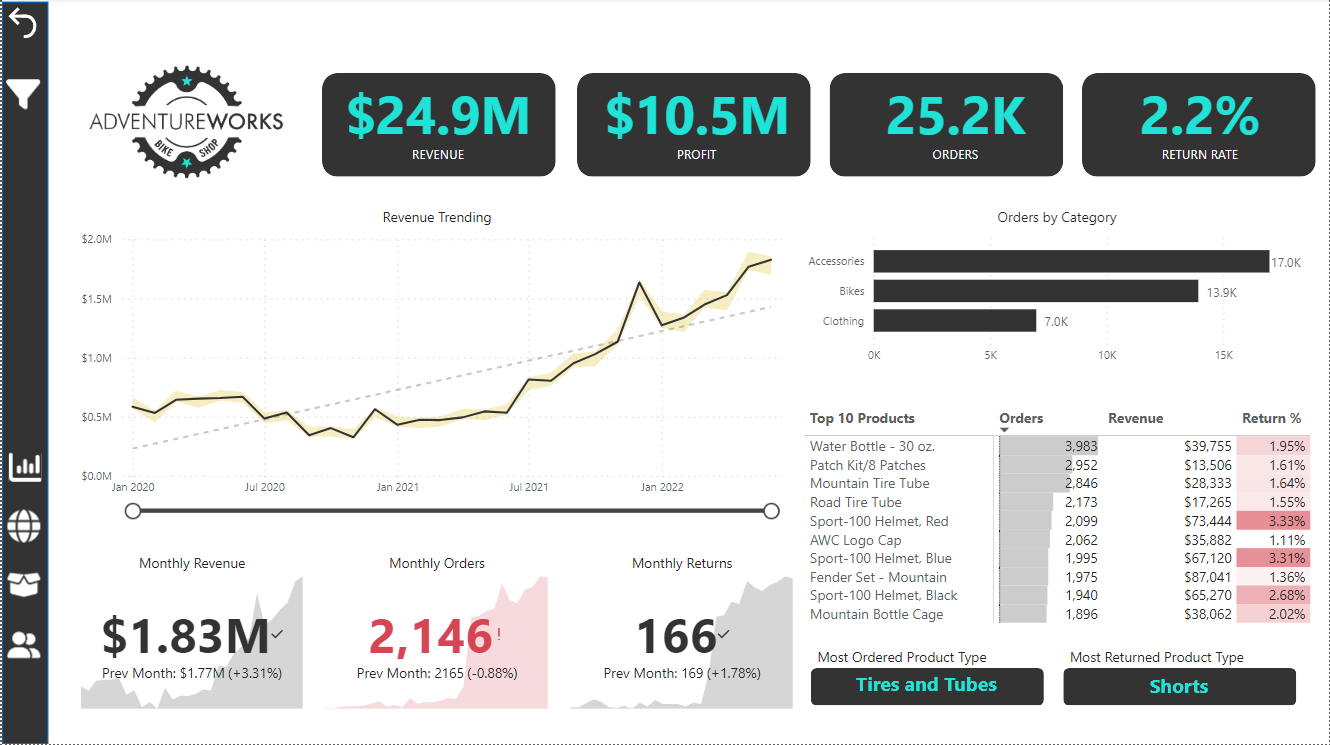 ADVENTUREWORKS
BIKE SHOP
$24.9M
REVENUE
$10.5M
PROFIT
25.2K
ORDERS
2.2%
RETURN RATE
Revenue Trending
$2.0M
$1.5M
$1.0M
$0.5M
$0.0M
Jan 2020 Jul 2020 Jan 2021 Jul 2021 Jan 2022
Orders by Category
Accessories 17.0K
Bikes 13.9K
Clothing 7.0K
0K 5K 10K 15K
Top 10 Products Orders Revenue Return %
Water Bottle - 30 oz. 3,983 $39,755 1.95%
Patch Kit/8 Patches 2,952 $13,506 1.61%
Mountain Tire Tube 2,846 $28,333 1.64%
Road Tire Tube 2,173 $17,265 1.55%
Sport-100 Helmet, Red 2,099 $73,444 3.33%
AWC Logo Cap 2,062 $35,882 1.11%
Sport-100 Helmet, Blue 1,995 $67,120 3.31%
Fender Set - Mountain 1,975 $87,041 1.36%
Sport-100 Helmet, Black 1,940 $65,270 2.68%
Mountain Bottle Cage 1,896 $38,062 2.02%
Monthly Revenue
$1.83M
Prev Month: $1.77M (+3.31%)
Monthly Orders
2,146!
Prev Month: 2165 (-0.88%)
Monthly Returns
166
Prev Month: 169 (+1.78%)
Most Ordered Product Type
Tires and Tubes
Most Returned Product Type
Shorts